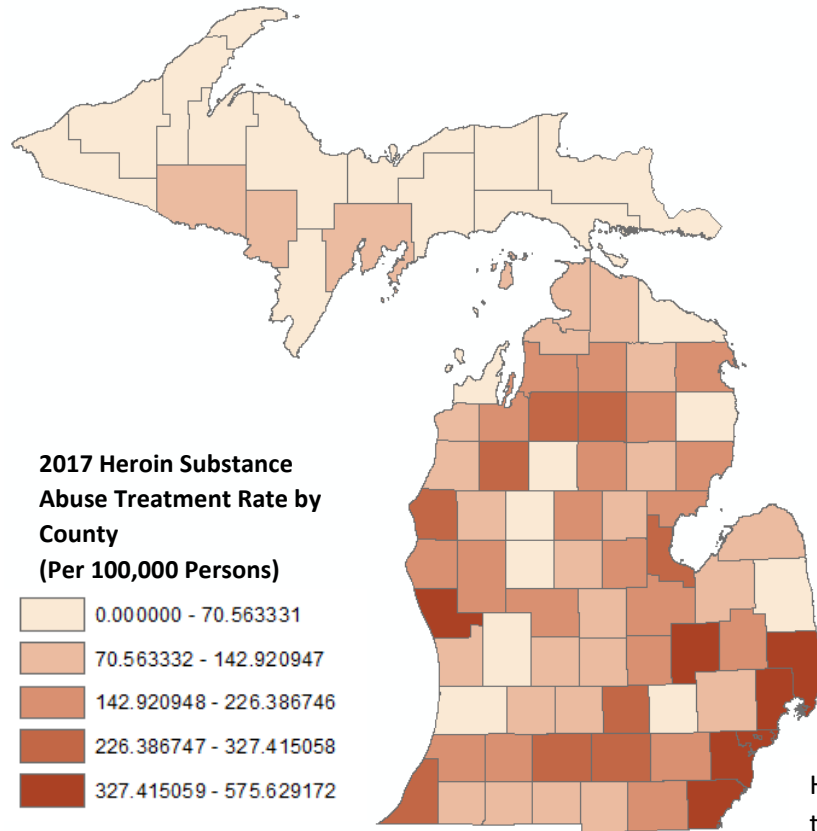 2017 Heroin Substance
Abuse Treatment Rate by
County
(Per 100,000 Persons)
0.000000 - 70.563331
70.563332 - 142.920947
142.920948 - 226.386746
226.386747 - 327.415058
327.415059 - 575.629172
H
t